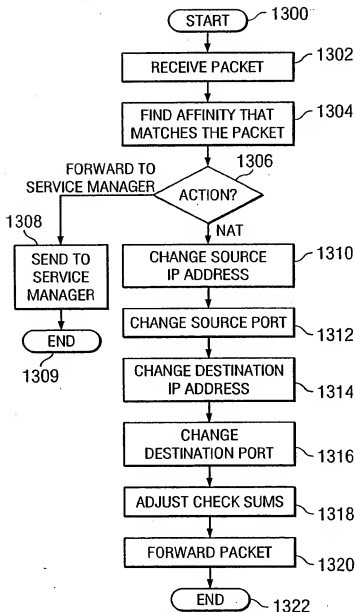 START
1300
RECEIVE PACKET
1302
FIND AFFINITY THAT
MATCHES THE PACKET
1304
FORWARD TO
SERVICE MANAGER
1306
ACTION?
1308
NAT
SEND TO
SERVICE
MANAGER
CHANGE SOURCE
IP ADDRESS
1310
END
1309
CHANGE SOURCE PORT
1312
CHANGE DESTINATION
IP ADDRESS
1314
CHANGE
DESTINATION PORT
1316
ADJUST CHECK SUMS
1318
FORWARD PACKET
1320
END
1322